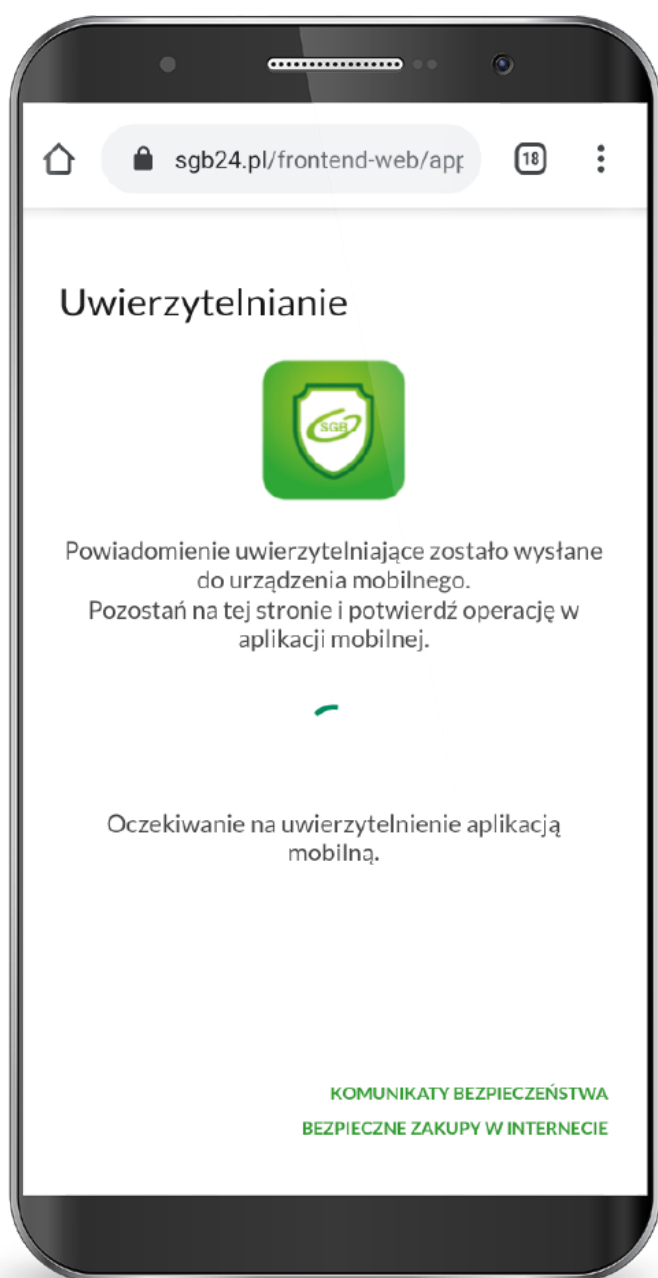 sgb24.pl/frontend-web/app
18
Uwierzytelnianie
SGB
Powiadomienie uwierzytelniające zostało wysłane
do urządzenia mobilnego.
Pozostań na tej stronie i potwierdź operację w
aplikacji mobilnej.
Oczekiwanie na uwierzytelnienie aplikacją
mobilną.
KOMUNIKATY BEZPIECZEŃSTWA
BEZPIECZNE ZAKUPY W INTERNECIE